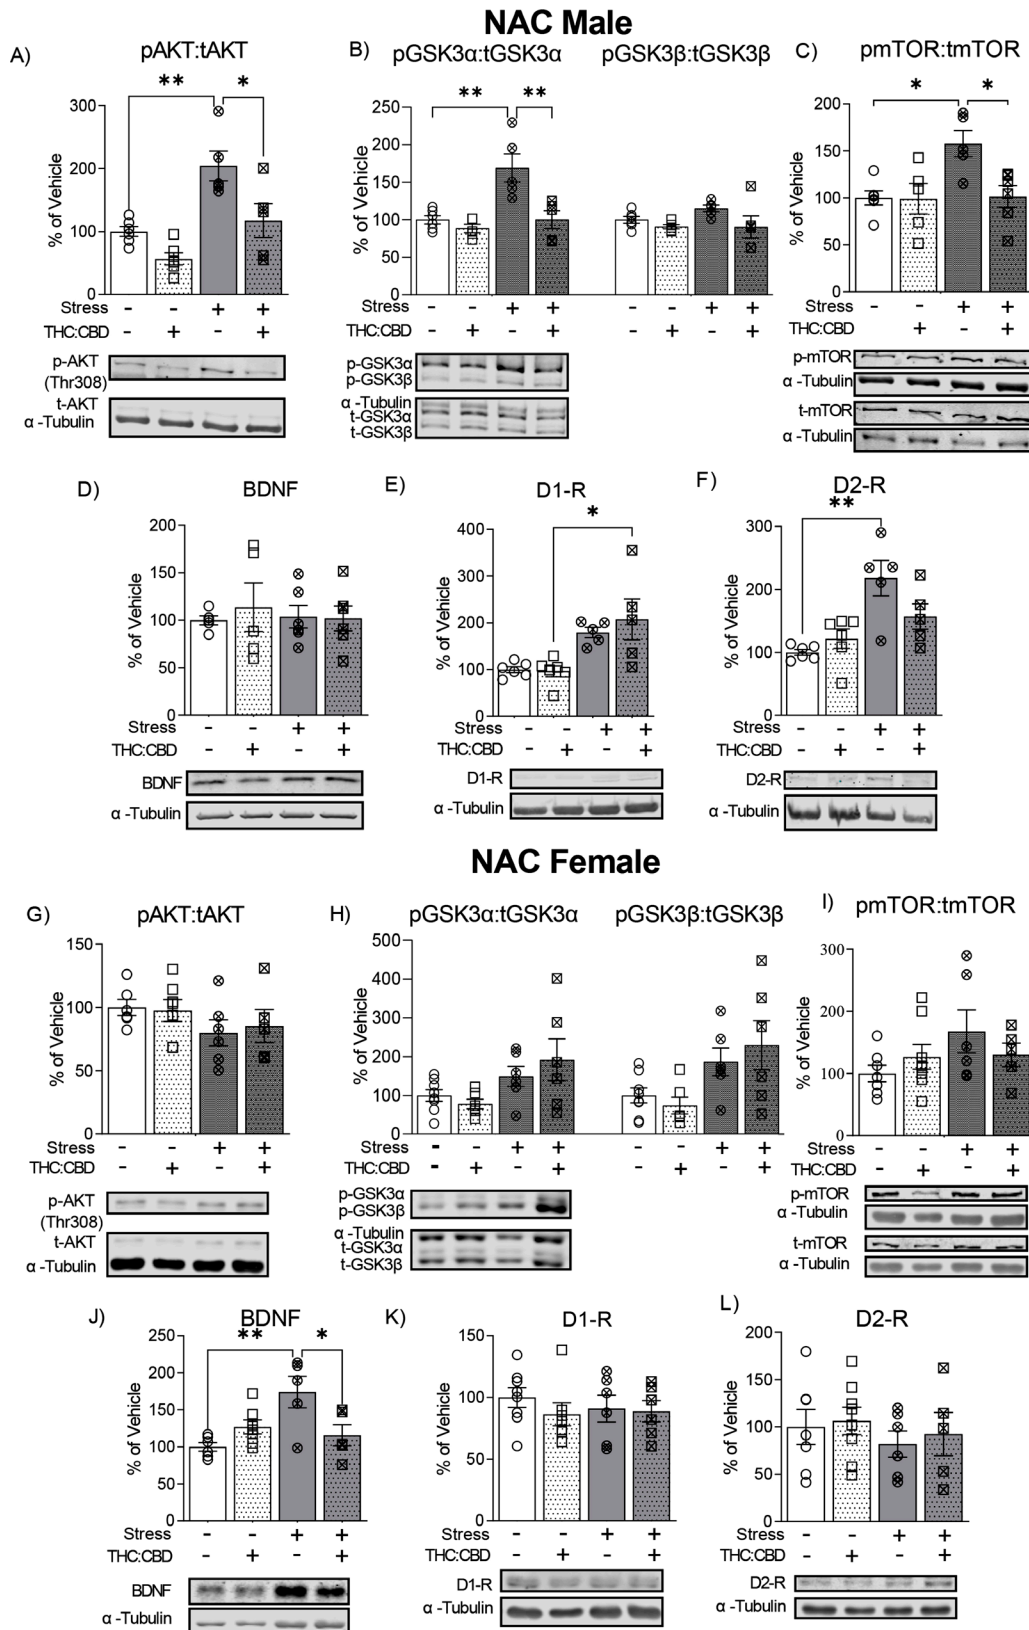 NAC Male
A)
pAKT:tAKT
** *
% of Vehicle
300
200
100
0
Stress - - + +
THC:CBD - + - +
p-AKT
(Thr308)
t-AKT
α -Tubulin
B)
pGSK3α:tGSK3α pGSK3β:tGSK3β
** **
% of Vehicle
250
200
150
100
50
0
Stress - - + + - - + +
THC:CBD - + - + - + - +
p-GSK3α
p-GSK3β
α -Tubulin
t-GSK3α
t-GSK3β
C)
pmTOR:tmTOR
* *
% of Vehicle
200
150
100
50
0
Stress - - + +
THC:CBD - + - +
p-mTOR
α -Tubulin
t-mTOR
α -Tubulin
D)
BDNF
% of Vehicle
200
150
100
50
0
Stress - - + +
THC:CBD - + - +
BDNF
α -Tubulin
E)
D1-R
*
% of Vehicle
400
300
200
100
0
Stress - - + +
THC:CBD - + - +
D1-R
α -Tubulin
F)
D2-R
**
% of Vehicle
300
200
100
0
Stress - - + +
THC:CBD - + - +
D2-R
α -Tubulin
NAC Female
G)
pAKT:tAKT
% of Vehicle
150
100
50
0
Stress - - + +
THC:CBD - + - +
p-AKT
(Thr308)
t-AKT
α -Tubulin
H)
pGSK3α:tGSK3α pGSK3β:tGSK3β
% of Vehicle
500
400
300
200
100
0
Stress - - + + - - + +
THC:CBD - + - + - + - +
p-GSK3α
p-GSK3β
α -Tubulin
t-GSK3α
t-GSK3β
I)
pmTOR:tmTOR
% of Vehicle
300
200
100
0
Stress - - + +
THC:CBD - + - +
p-mTOR
α -Tubulin
t-mTOR
α -Tubulin
J)
BDNF
** *
% of Vehicle
250
200
150
100
50
0
Stress - - + +
THC:CBD - + - +
BDNF
α -Tubulin
K)
D1-R
% of Vehicle
150
100
50
0
Stress - - + +
THC:CBD - + - +
D1-R
α -Tubulin
L)
D2-R
% of Vehicle
200
150
100
50
0
Stress - - + +
THC:CBD - + - +
D2-R
α -Tubulin